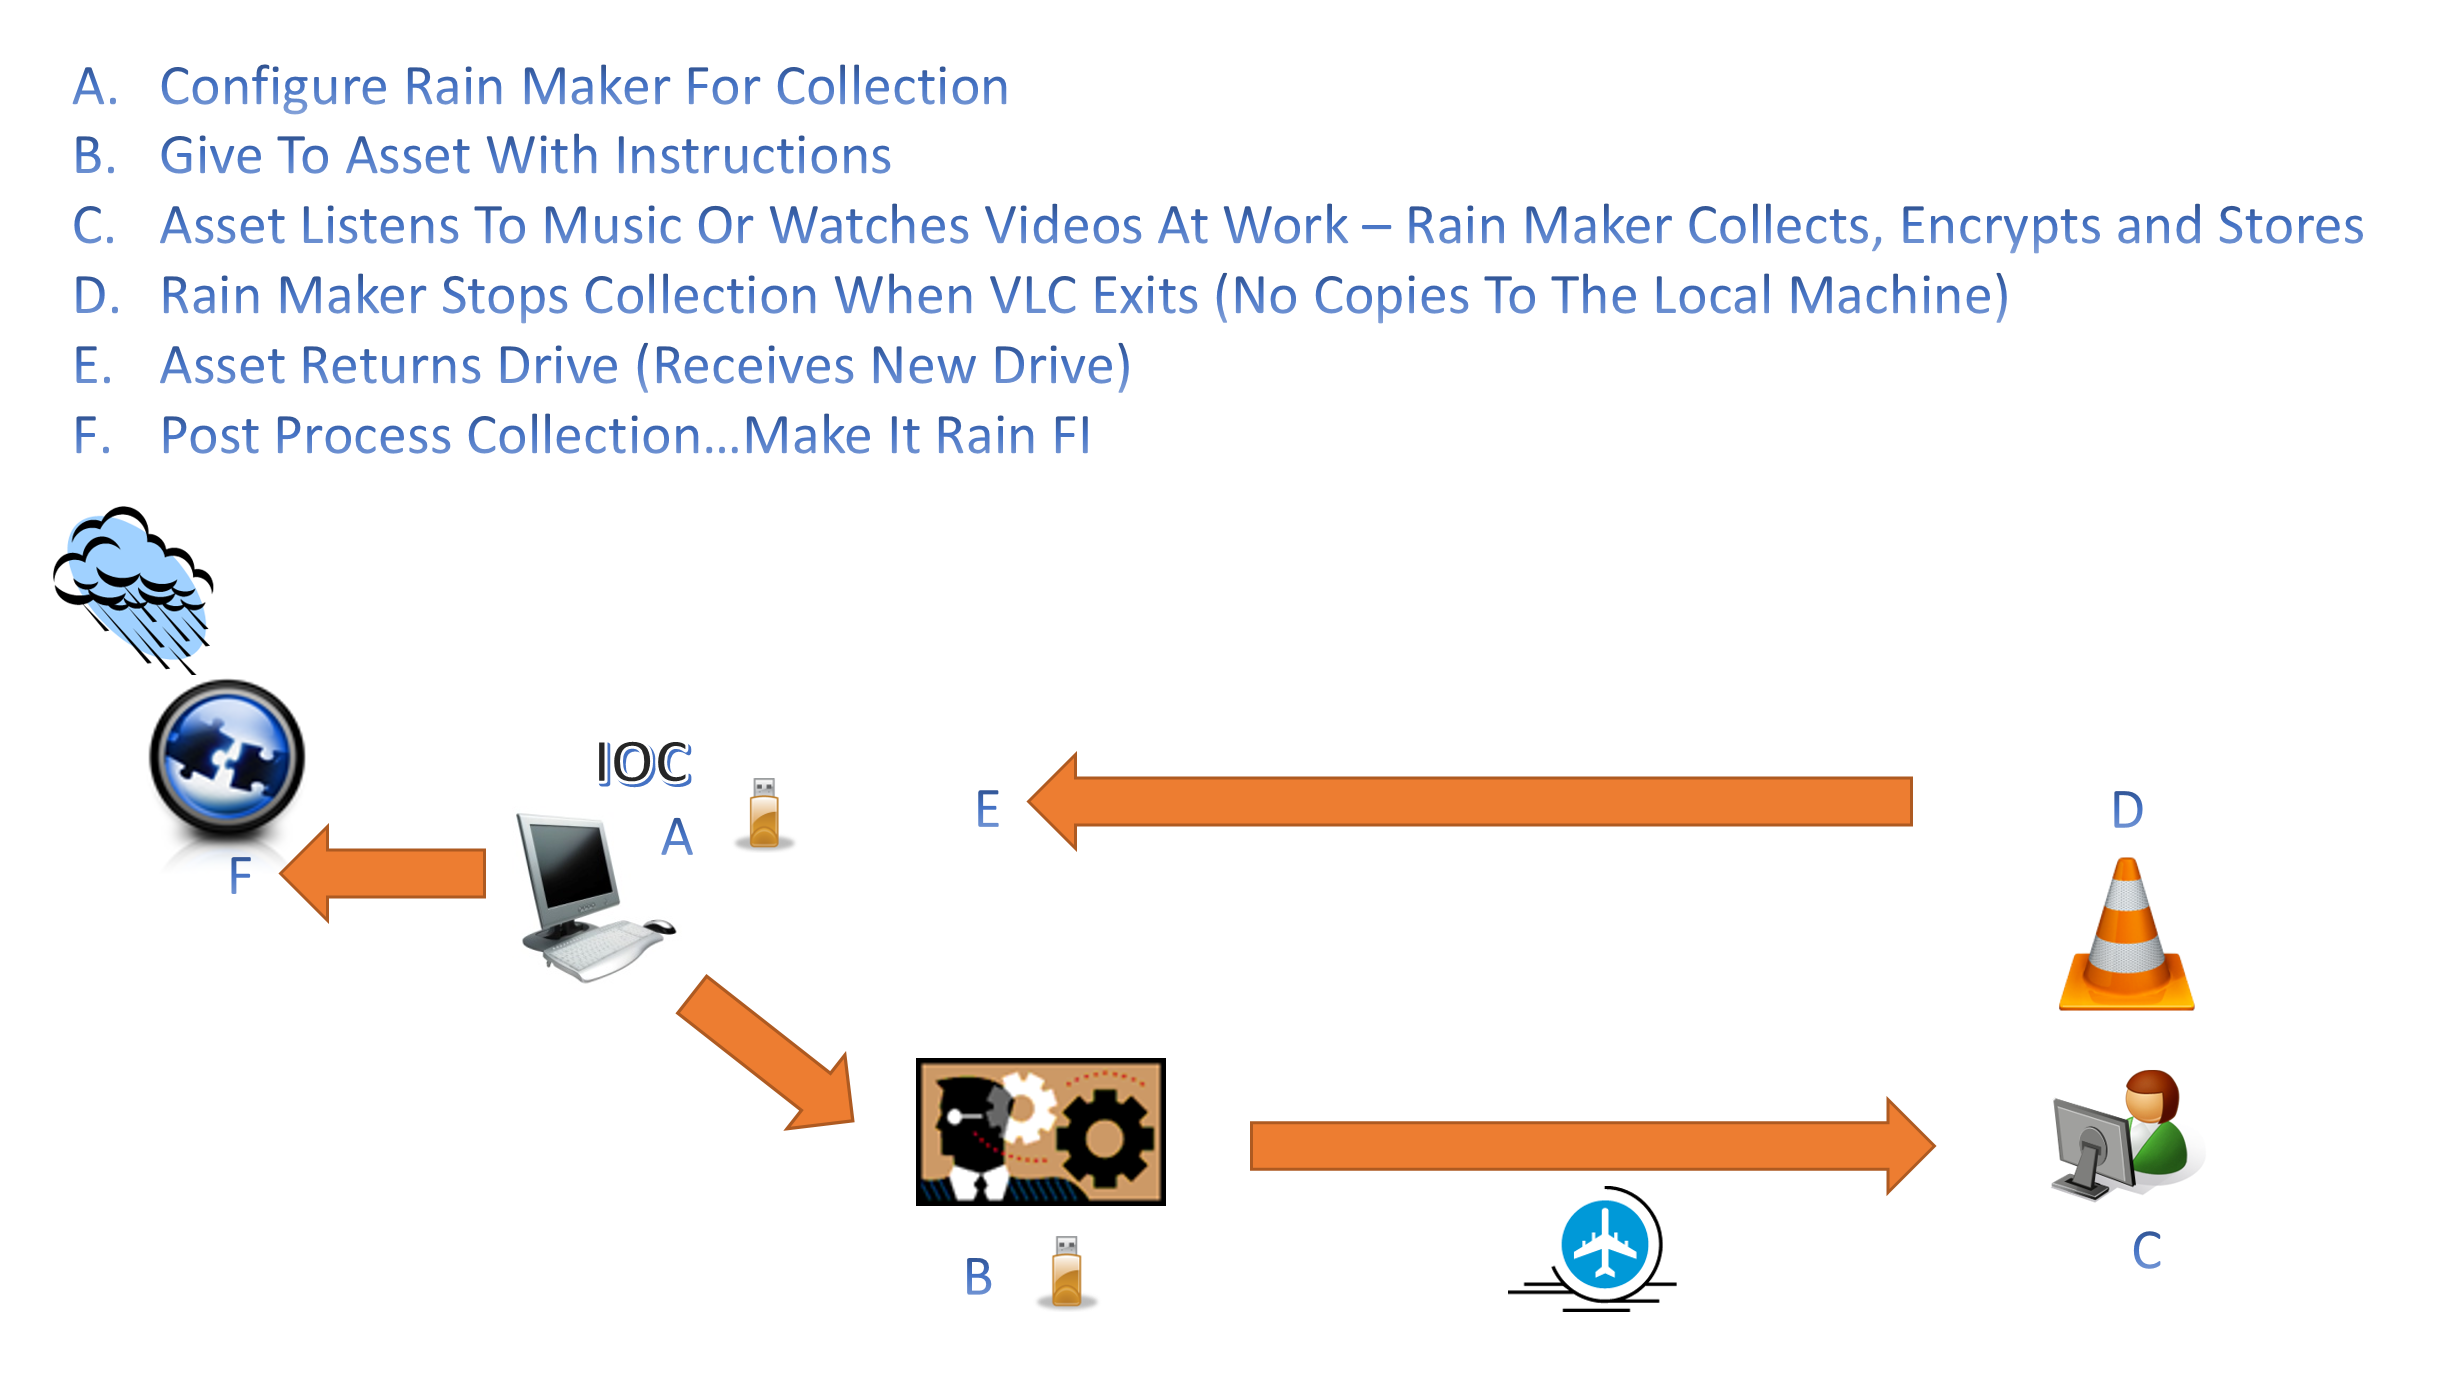 A. Configure Rain Maker For Collection
B. Give To Asset With Instructions
C. Asset Listens To Music Or Watches Videos At Work – Rain Maker Collects, Encrypts and Stores
D. Rain Maker Stops Collection When VLC Exits (No Copies To The Local Machine)
E. Asset Returns Drive (Receives New Drive)
F. Post Process Collection...Make It Rain FI
IOC
A
E
D
F
B
C